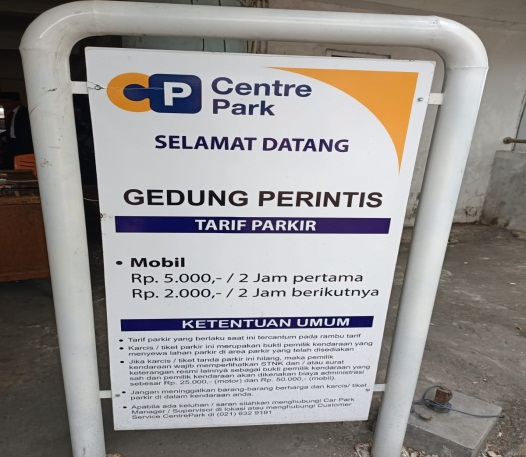 CP Centre
Park
SELAMAT DATANG
GEDUNG PERINTIS
TARIF PARKIR
• Mobil
Rp. 5.000,- / 2 Jam pertama
Rp. 2.000,- / 2 Jam berikutnya
KETENTUAN UMUM
• Tarif parkir yang berlaku saat ini tercantum pada rambu tarif
• Karcis / tiket parkir ini merupakan bukti pemilik kendaraan yang
menyewa lahan parkir di area parkir yang telah disediakan
• Jika karcis / tiket tanda parkir ini hilang, maka pemilik
kendaraan wajib memperlihatkan STNK dan / atau surat
keterangan resmi lainnya sebagai bukti pemilik kendaraan yang
sah dan pemilik kendaraan akan dikenakan biaya administrasi
sebesar Rp. 25.000,- (motor) dan Rp. 50.000,- (mobil).
• Jangan meninggalkan barang-barang berharga dan karcis/ tiket
parkir di dalam kendaraan anda.
• Apabila ada keluhan / saran silahkan menghubungi Car Park
Manager / Supervisor di lokasi atau menghubungi Customer
Service CentrePark di (021) 632 9191